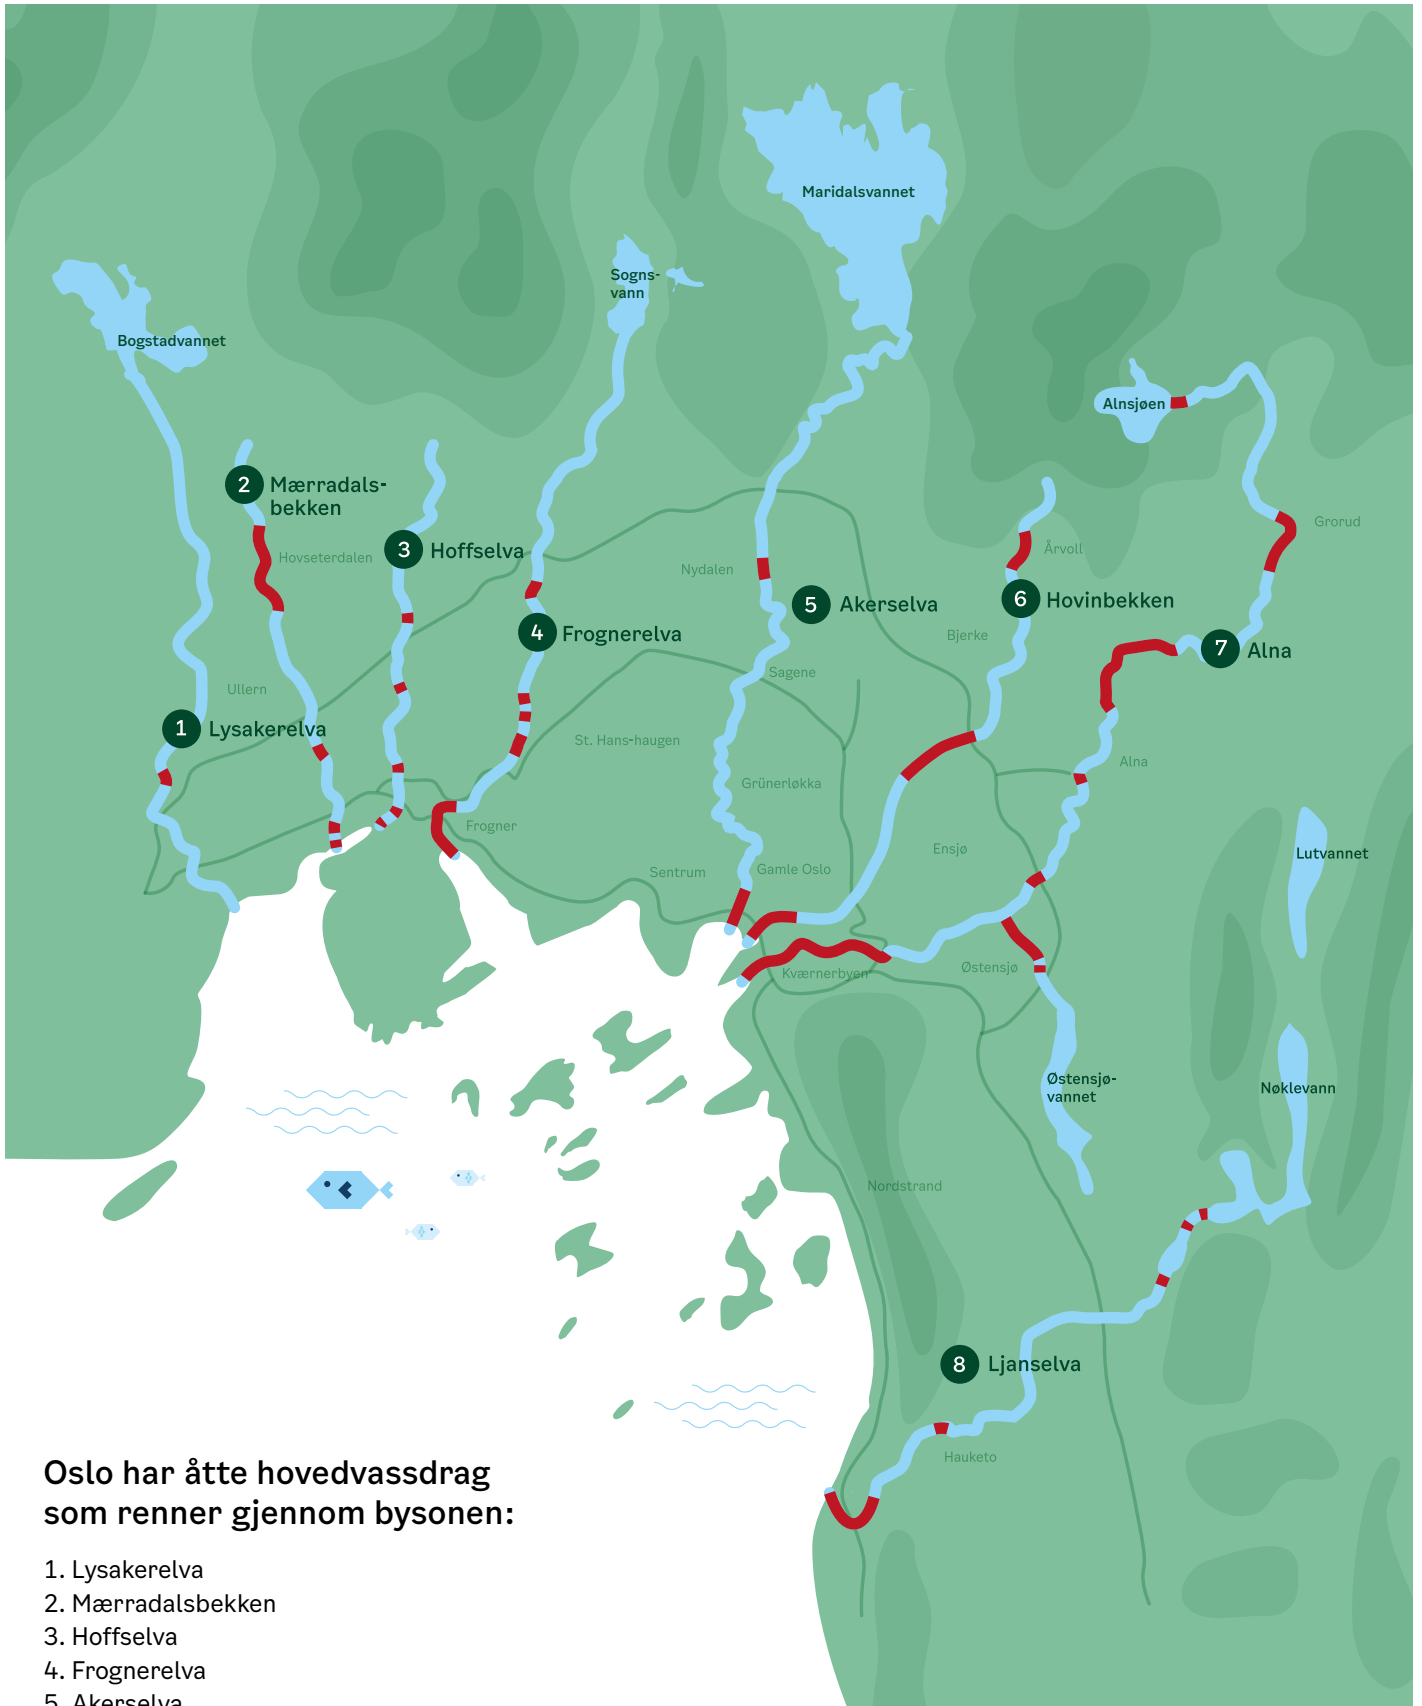 Maridalsvannet
Sogns-
vann
Bogstadvannet
Alnsjøen
2
Mærradals-
bekken
Grorud
3
Hoffselva
Hovseterdalen
Årvoll
Nydalen
5
Akerselva
6
Hovinbekken
4
Frognerelva
Bjerke
7
Alna
Sagene
Ullern
1
Lysakerelva
St. Hans-haugen
Alna
Grünerløkka
Frogner
Ensjø
Lutvannet
Sentrum
Gamle Oslo
Kværnerbyen
Østensjø
Østensjø-
vannet
Nøklevann
Nordstrand
8
Ljanselva
Hauketo
Oslo har åtte hovedvassdrag
som renner gjennom bysonen:
1. Lysakerelva
2. Mærradalsbekken
3. Hoffselva
4. Frognerelva
5. Akerselva